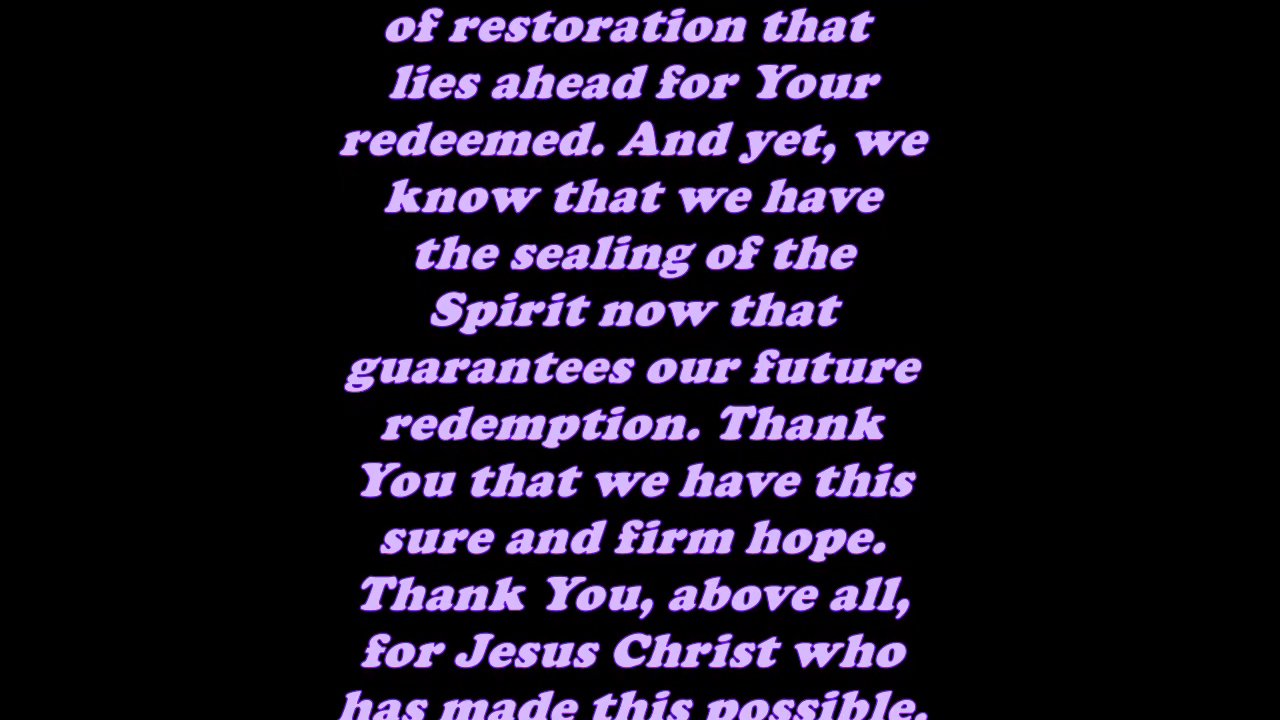 of restoration that
lies ahead for Your
redeemed. And yet, we
know that we have
the sealing of the
Spirit now that
guarantees our future
redemption. Thank
You that we have this
sure and firm hope.
Thank You, above all,
for Jesus Christ who
has made this possible.